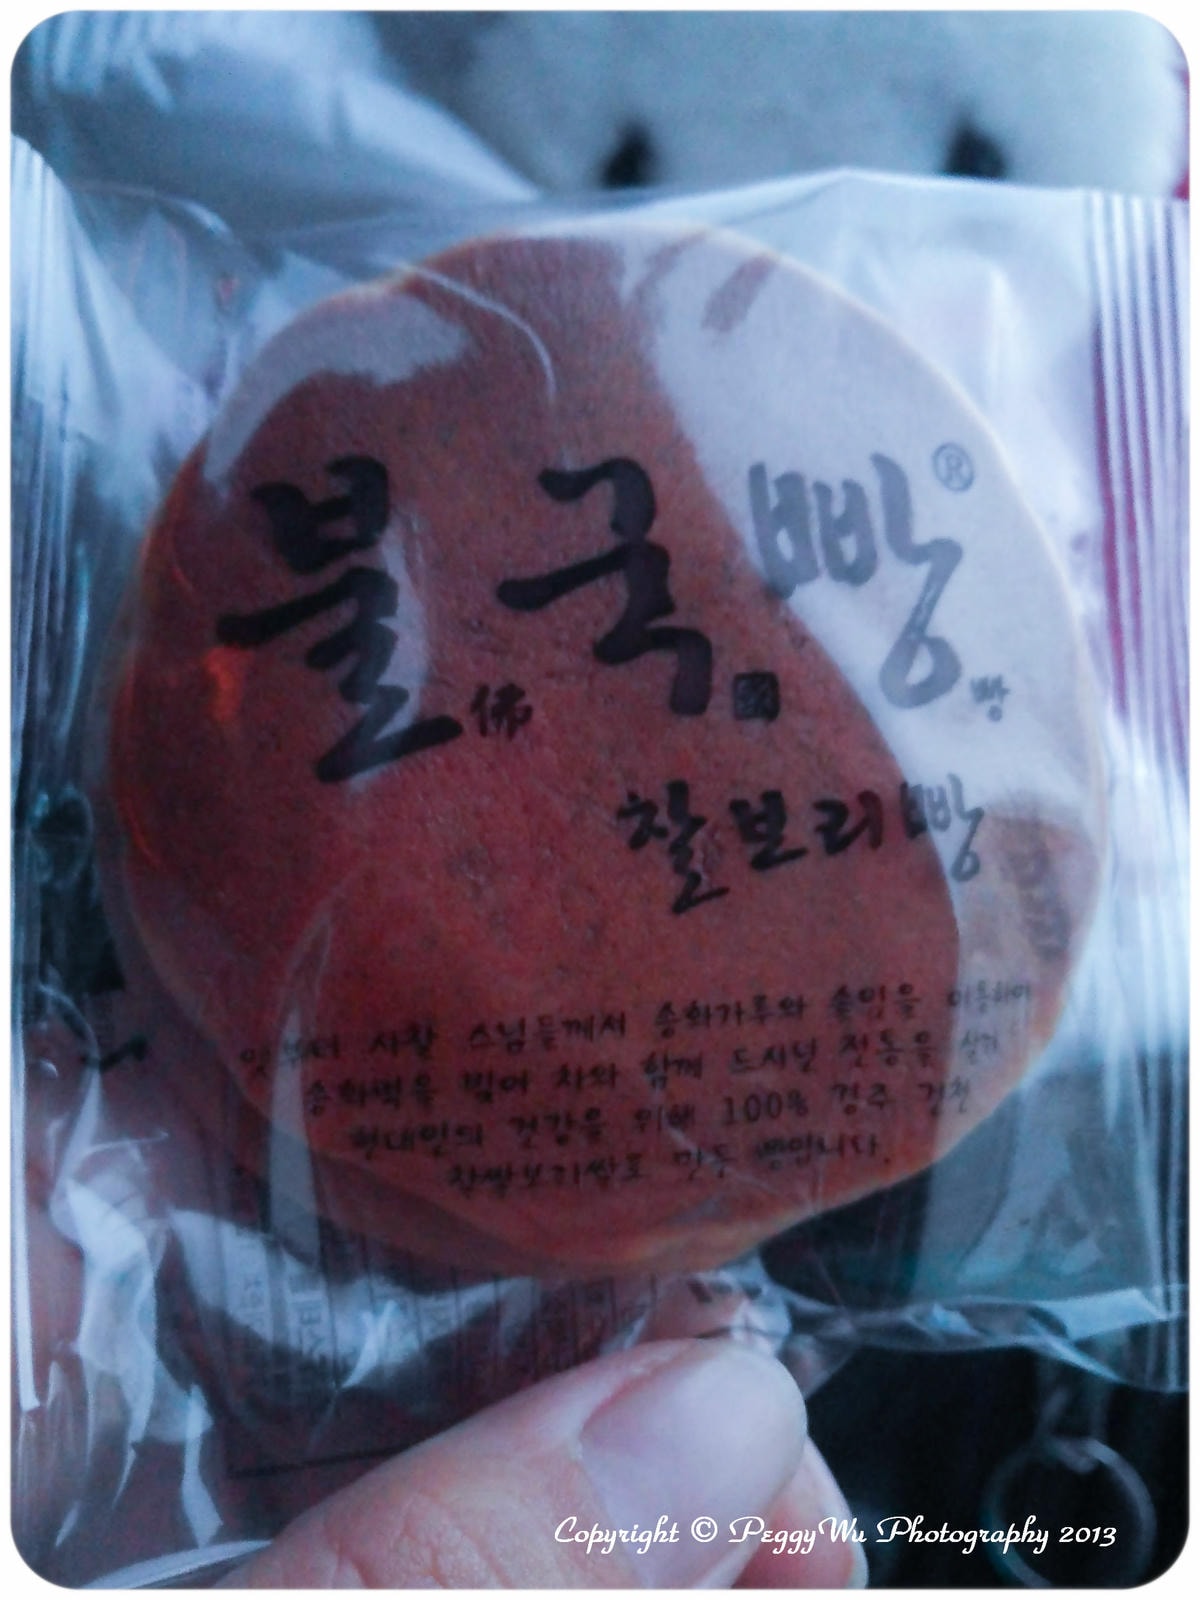 불국빵®
佛 國 빵
찰보리빵
옛부터 사찰 스님들께서 송화가루와 솔잎을 이용하여
송화떡을 빚어 차와 함께 드시던 전통을 살려
현대인의 건강을 위해 100% 경주 건천
찰쌀보리쌀로 만든 빵입니다.
Copyright © PeggyWu Photography 2013